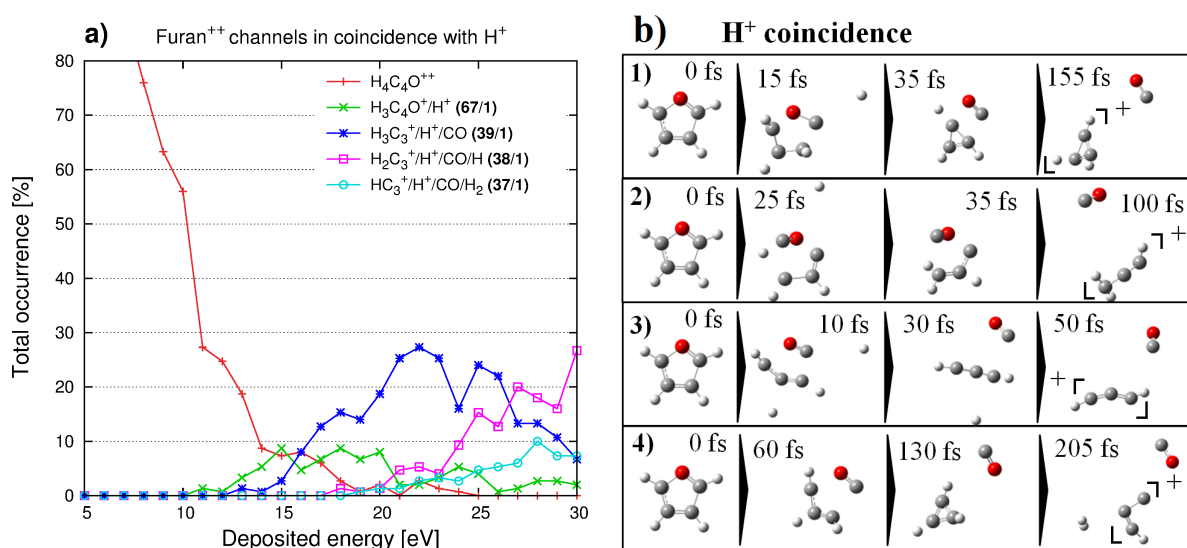 a) Furan++ channels in coincidence with H+
Total occurrence [%]
80
70
60
50
40
30
20
10
0
5 10 15 20 25 30
Deposited energy [eV]
H4C4O++
H3C4O+/H+ (67/1)
H3C3+/H+/CO (39/1)
H2C3+/H+/CO/H (38/1)
HC3+/H+/CO/H2 (37/1)
b) H+ coincidence
1) 0 fs 15 fs 35 fs 155 fs
+
2) 0 fs 25 fs 35 fs 100 fs
+
3) 0 fs 10 fs 30 fs 50 fs
+
4) 0 fs 60 fs 130 fs 205 fs
+